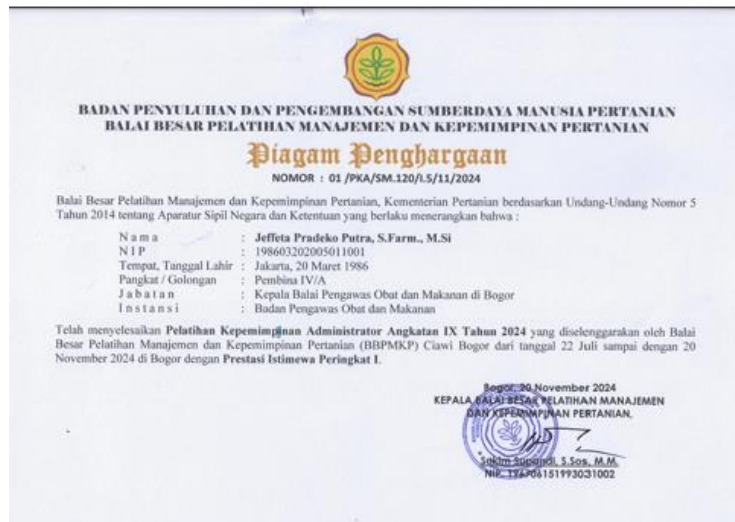 BADAN PENYULUHAN DAN PENGEMBANGAN SUMBERDAYA MANUSIA PERTANIAN
BALAI BESAR PELATIHAN MANAJEMEN DAN KEPEMIMPINAN PERTANIAN
Piagam Penghargaan
NOMOR : 01 /PKA/SM.120/I.5/11/2024
Balai Besar Pelatihan Manajemen dan Kepemimpinan Pertanian, Kementerian Pertanian berdasarkan Undang-Undang Nomor 5
Tahun 2014 tentang Aparatur Sipil Negara dan Ketentuan yang berlaku menerangkan bahwa :
Nama : Jeffeta Pradeko Putra, S.Farm., M.Si
NIP : 198603202005011001
Tempat, Tanggal Lahir : Jakarta, 20 Maret 1986
Pangkat / Golongan : Pembina IV/A
Jabatan : Kepala Balai Pengawas Obat dan Makanan di Bogor
Instansi : Badan Pengawas Obat dan Makanan
Telah menyelesaikan Pelatihan Kepemimpinan Administrator Angkatan IX Tahun 2024 yang diselenggarakan oleh Balai
Besar Pelatihan Manajemen dan Kepemimpinan Pertanian (BBPMKP) Ciawi Bogor dari tanggal 22 Juli sampai dengan 20
November 2024 di Bogor dengan Prestasi Istimewa Peringkat I.
Bogor, 20 November 2024
KEPALA BALAI BESAR PELATIHAN MANAJEMEN
DAN KEPEMIMPINAN PERTANIAN,
Sukim Supandi, S.Sos, M.M.
NIP. 196706151993031002